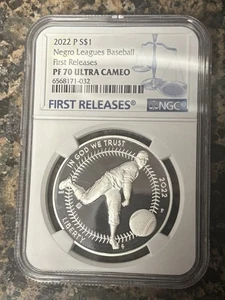 2022 P S$1
Negro Leagues Baseball
First Releases
PF 70 ULTRA CAMEO
6568171-032
FIRST RELEASES
NGC
IN GOD WE TRUST
2022
P
LIBERTY